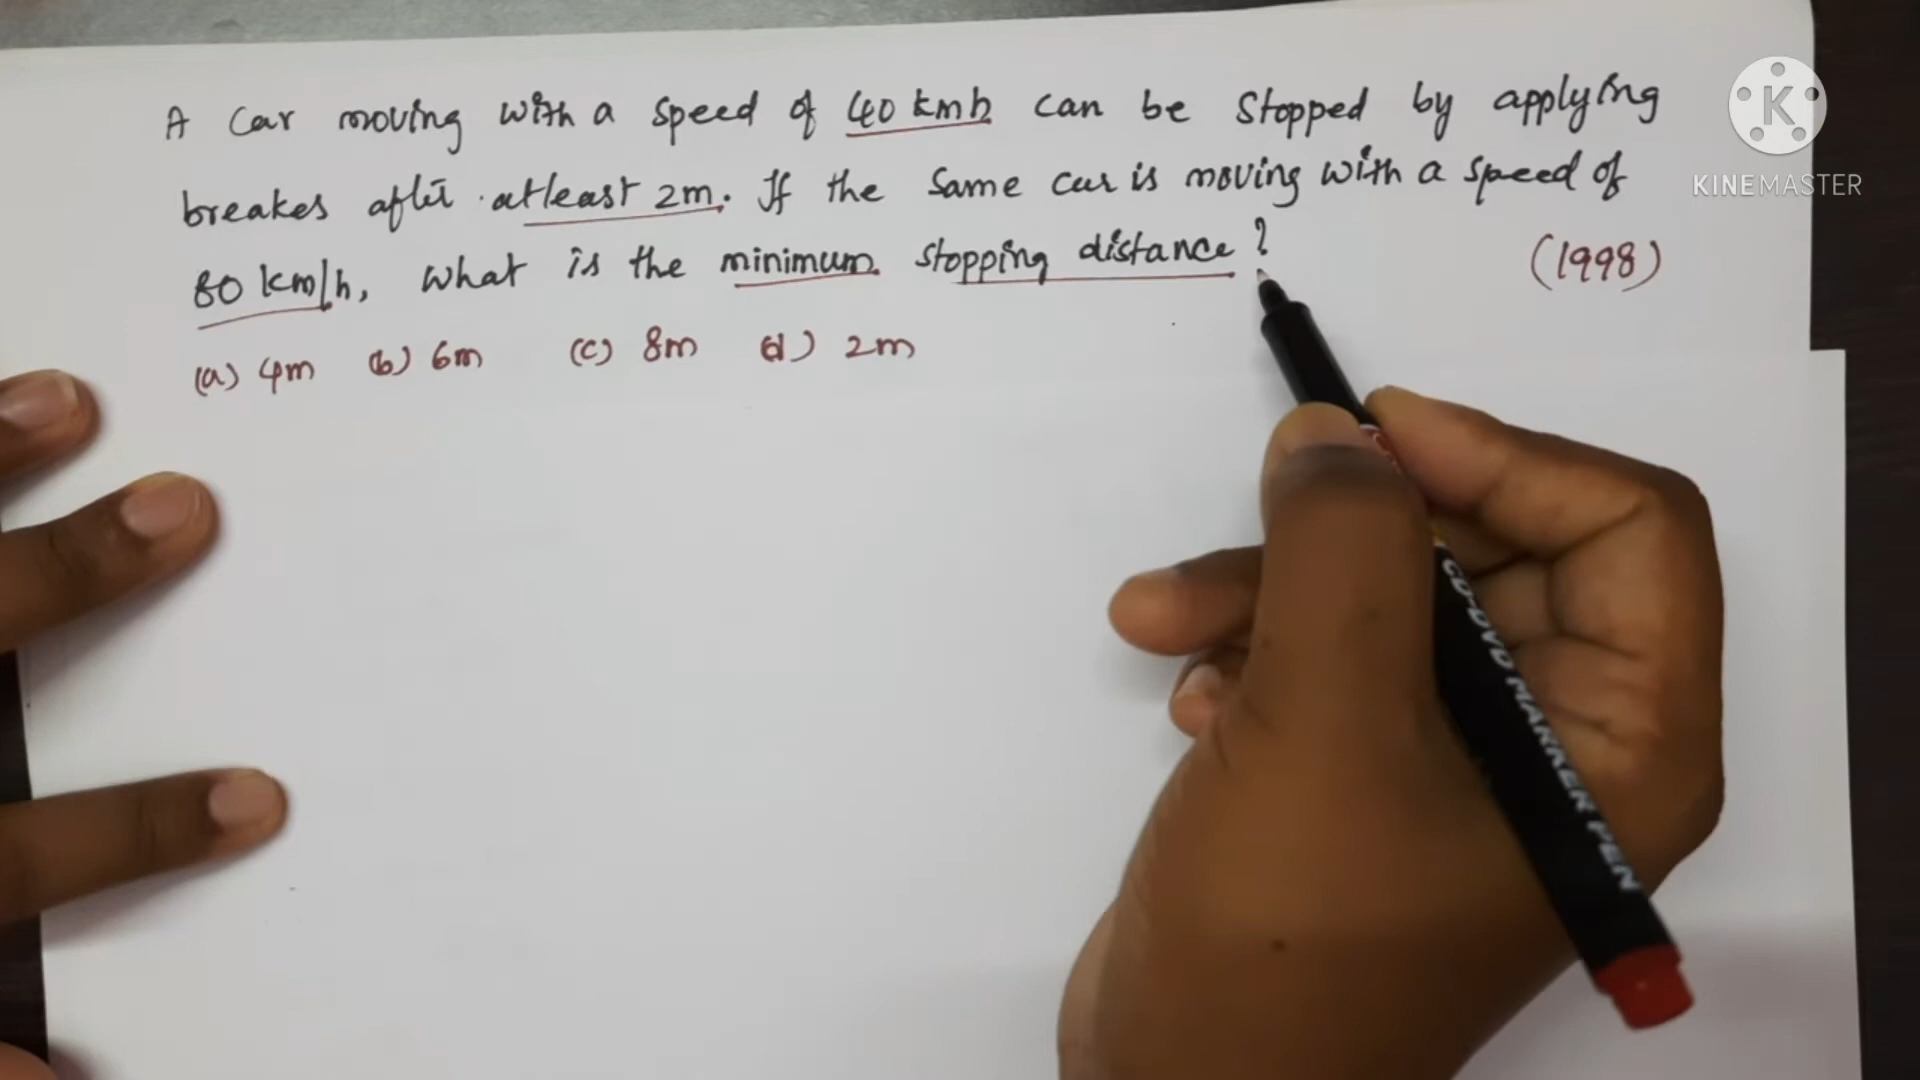 A Car moving with a speed of 40 kmh can be Stopped by applying
breakes after atleast 2m. If the same car is moving with a speed of
80 km/h, what is the minimum stopping distance?
(1998)
(a) 4m (b) 6m (c) 8m (d) 2m
K
KINEMASTER
CD-DVD MARKER PEN